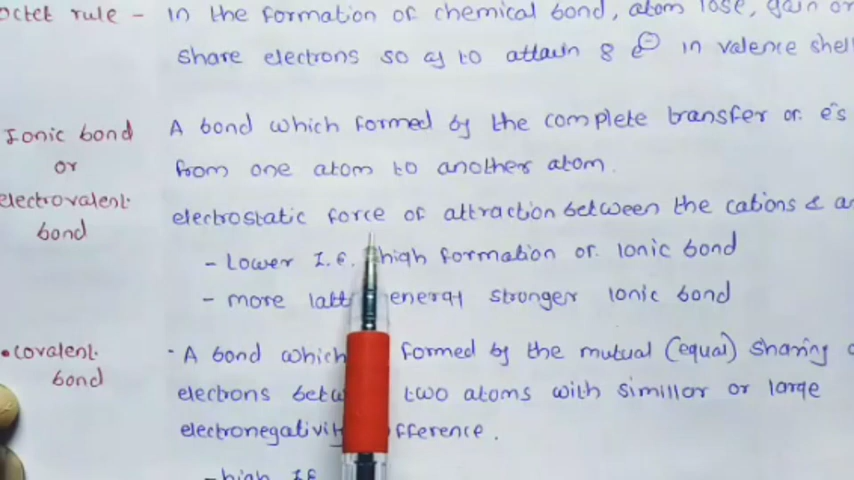 octet rule - In the formation of chemical bond, atom lose, gain or
share electrons so as to attain 8 e⊖ in valence shell
Ionic bond or electrovalent bond
A bond which formed by the complete transfer of e's
from one atom to another atom.
electrostatic force of attraction between the cations &
- Lower I.E. high formation of Ionic bond
- more energy stronger Ionic bond
• covalent bond
· A bond which formed by the mutual (equal) sharing
electrons two atoms with simillor or large
electronegativi fference.
- high IE